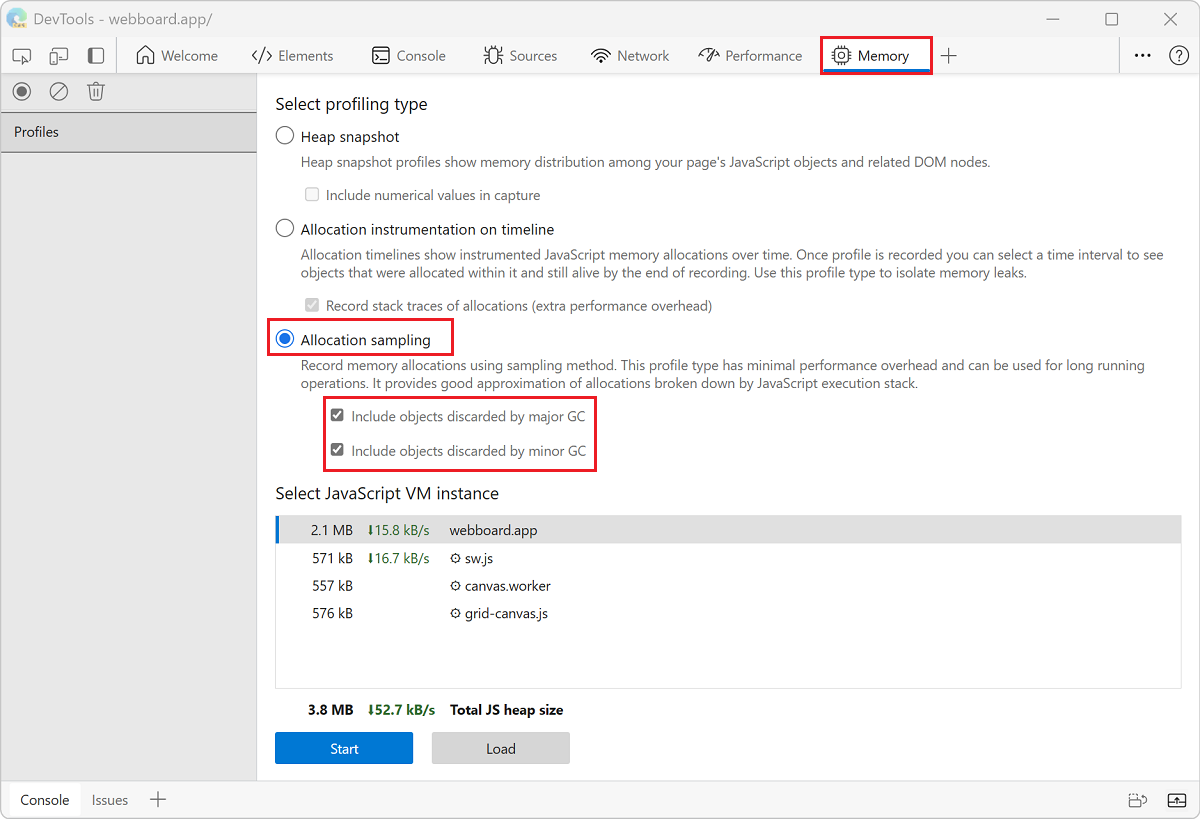 DevTools - webboard.app/
Welcome
Elements
Console
Sources
Network
Performance
Memory
Profiles
Select profiling type
Heap snapshot
Heap snapshot profiles show memory distribution among your page's JavaScript objects and related DOM nodes.
Include numerical values in capture
Allocation instrumentation on timeline
Allocation timelines show instrumented JavaScript memory allocations over time. Once profile is recorded you can select a time interval to see
objects that were allocated within it and still alive by the end of recording. Use this profile type to isolate memory leaks.
Record stack traces of allocations (extra performance overhead)
Allocation sampling
Record memory allocations using sampling method. This profile type has minimal performance overhead and can be used for long running
operations. It provides good approximation of allocations broken down by JavaScript execution stack.
Include objects discarded by major GC
Include objects discarded by minor GC
Select JavaScript VM instance
2.1 MB ⬇15.8 kB/s webboard.app
571 kB ⬇16.7 kB/s sw.js
557 kB canvas.worker
576 kB grid-canvas.js
3.8 MB ⬇52.7 kB/s Total JS heap size
Start
Load
Console
Issues